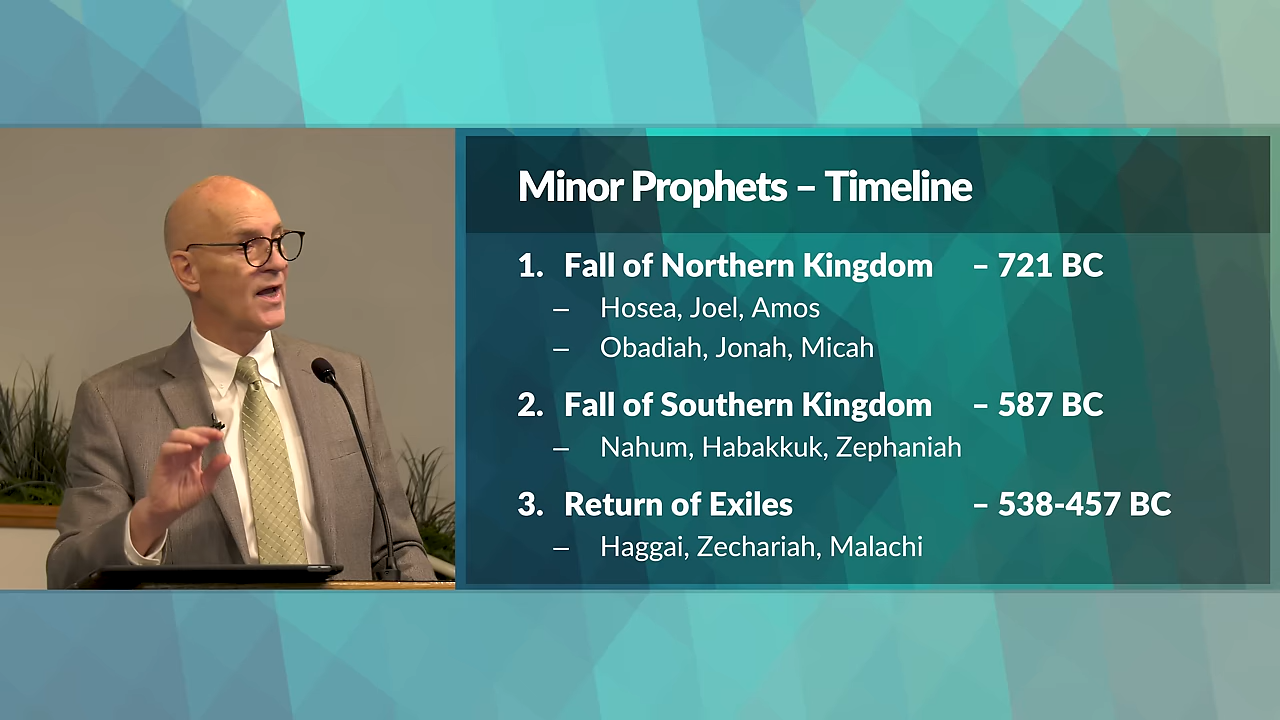 Minor Prophets – Timeline
1. Fall of Northern Kingdom – 721 BC
– Hosea, Joel, Amos
– Obadiah, Jonah, Micah
2. Fall of Southern Kingdom – 587 BC
– Nahum, Habakkuk, Zephaniah
3. Return of Exiles – 538-457 BC
– Haggai, Zechariah, Malachi